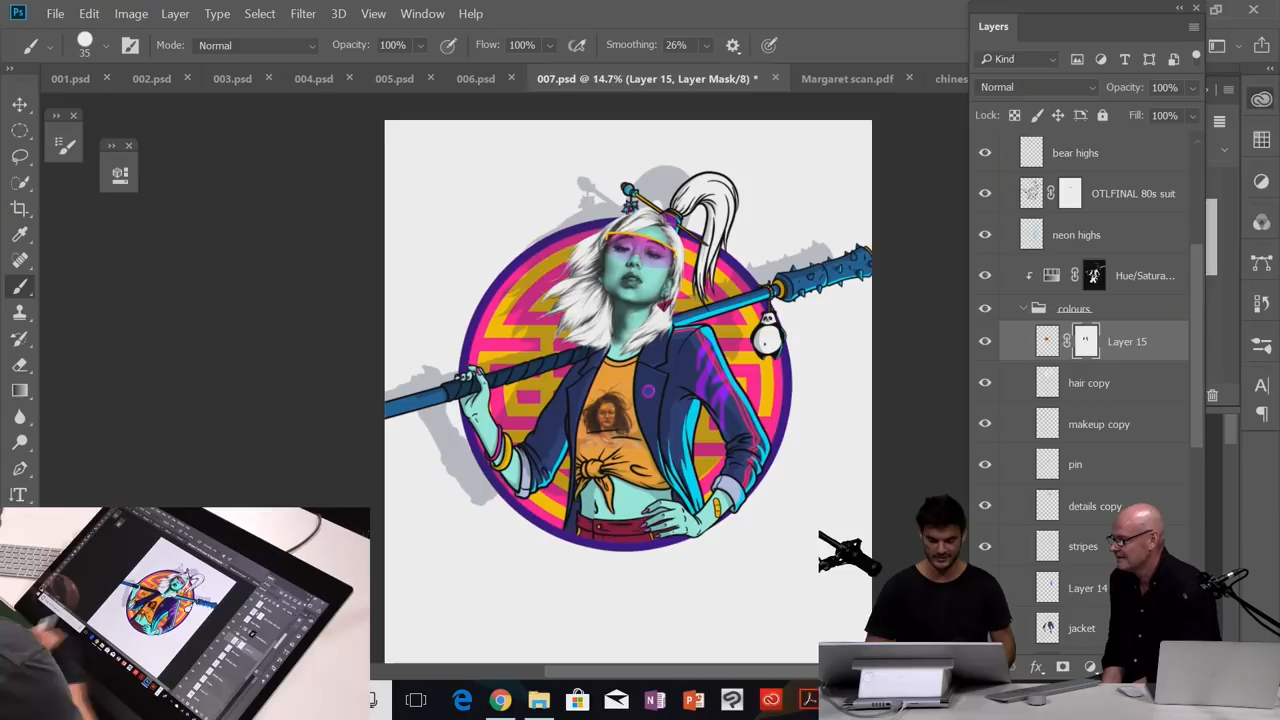 Ps File Edit Image Layer Type Select Filter 3D View Window Help
35 Mode: Normal Opacity: 100% Flow: 100% Smoothing: 26%
001.psd 002.psd 003.psd 004.psd 005.psd 006.psd 007.psd @ 14.7% (Layer 15, Layer Mask/8) * Margaret scan.pdf chines
Layers
Kind
Normal Opacity: 100%
Lock: Fill: 100%
bear highs
OTLFINAL 80s suit
neon highs
Hue/Satura...
colours
Layer 15
hair copy
makeup copy
pin
details copy
stripes
Layer 14
jacket
fx